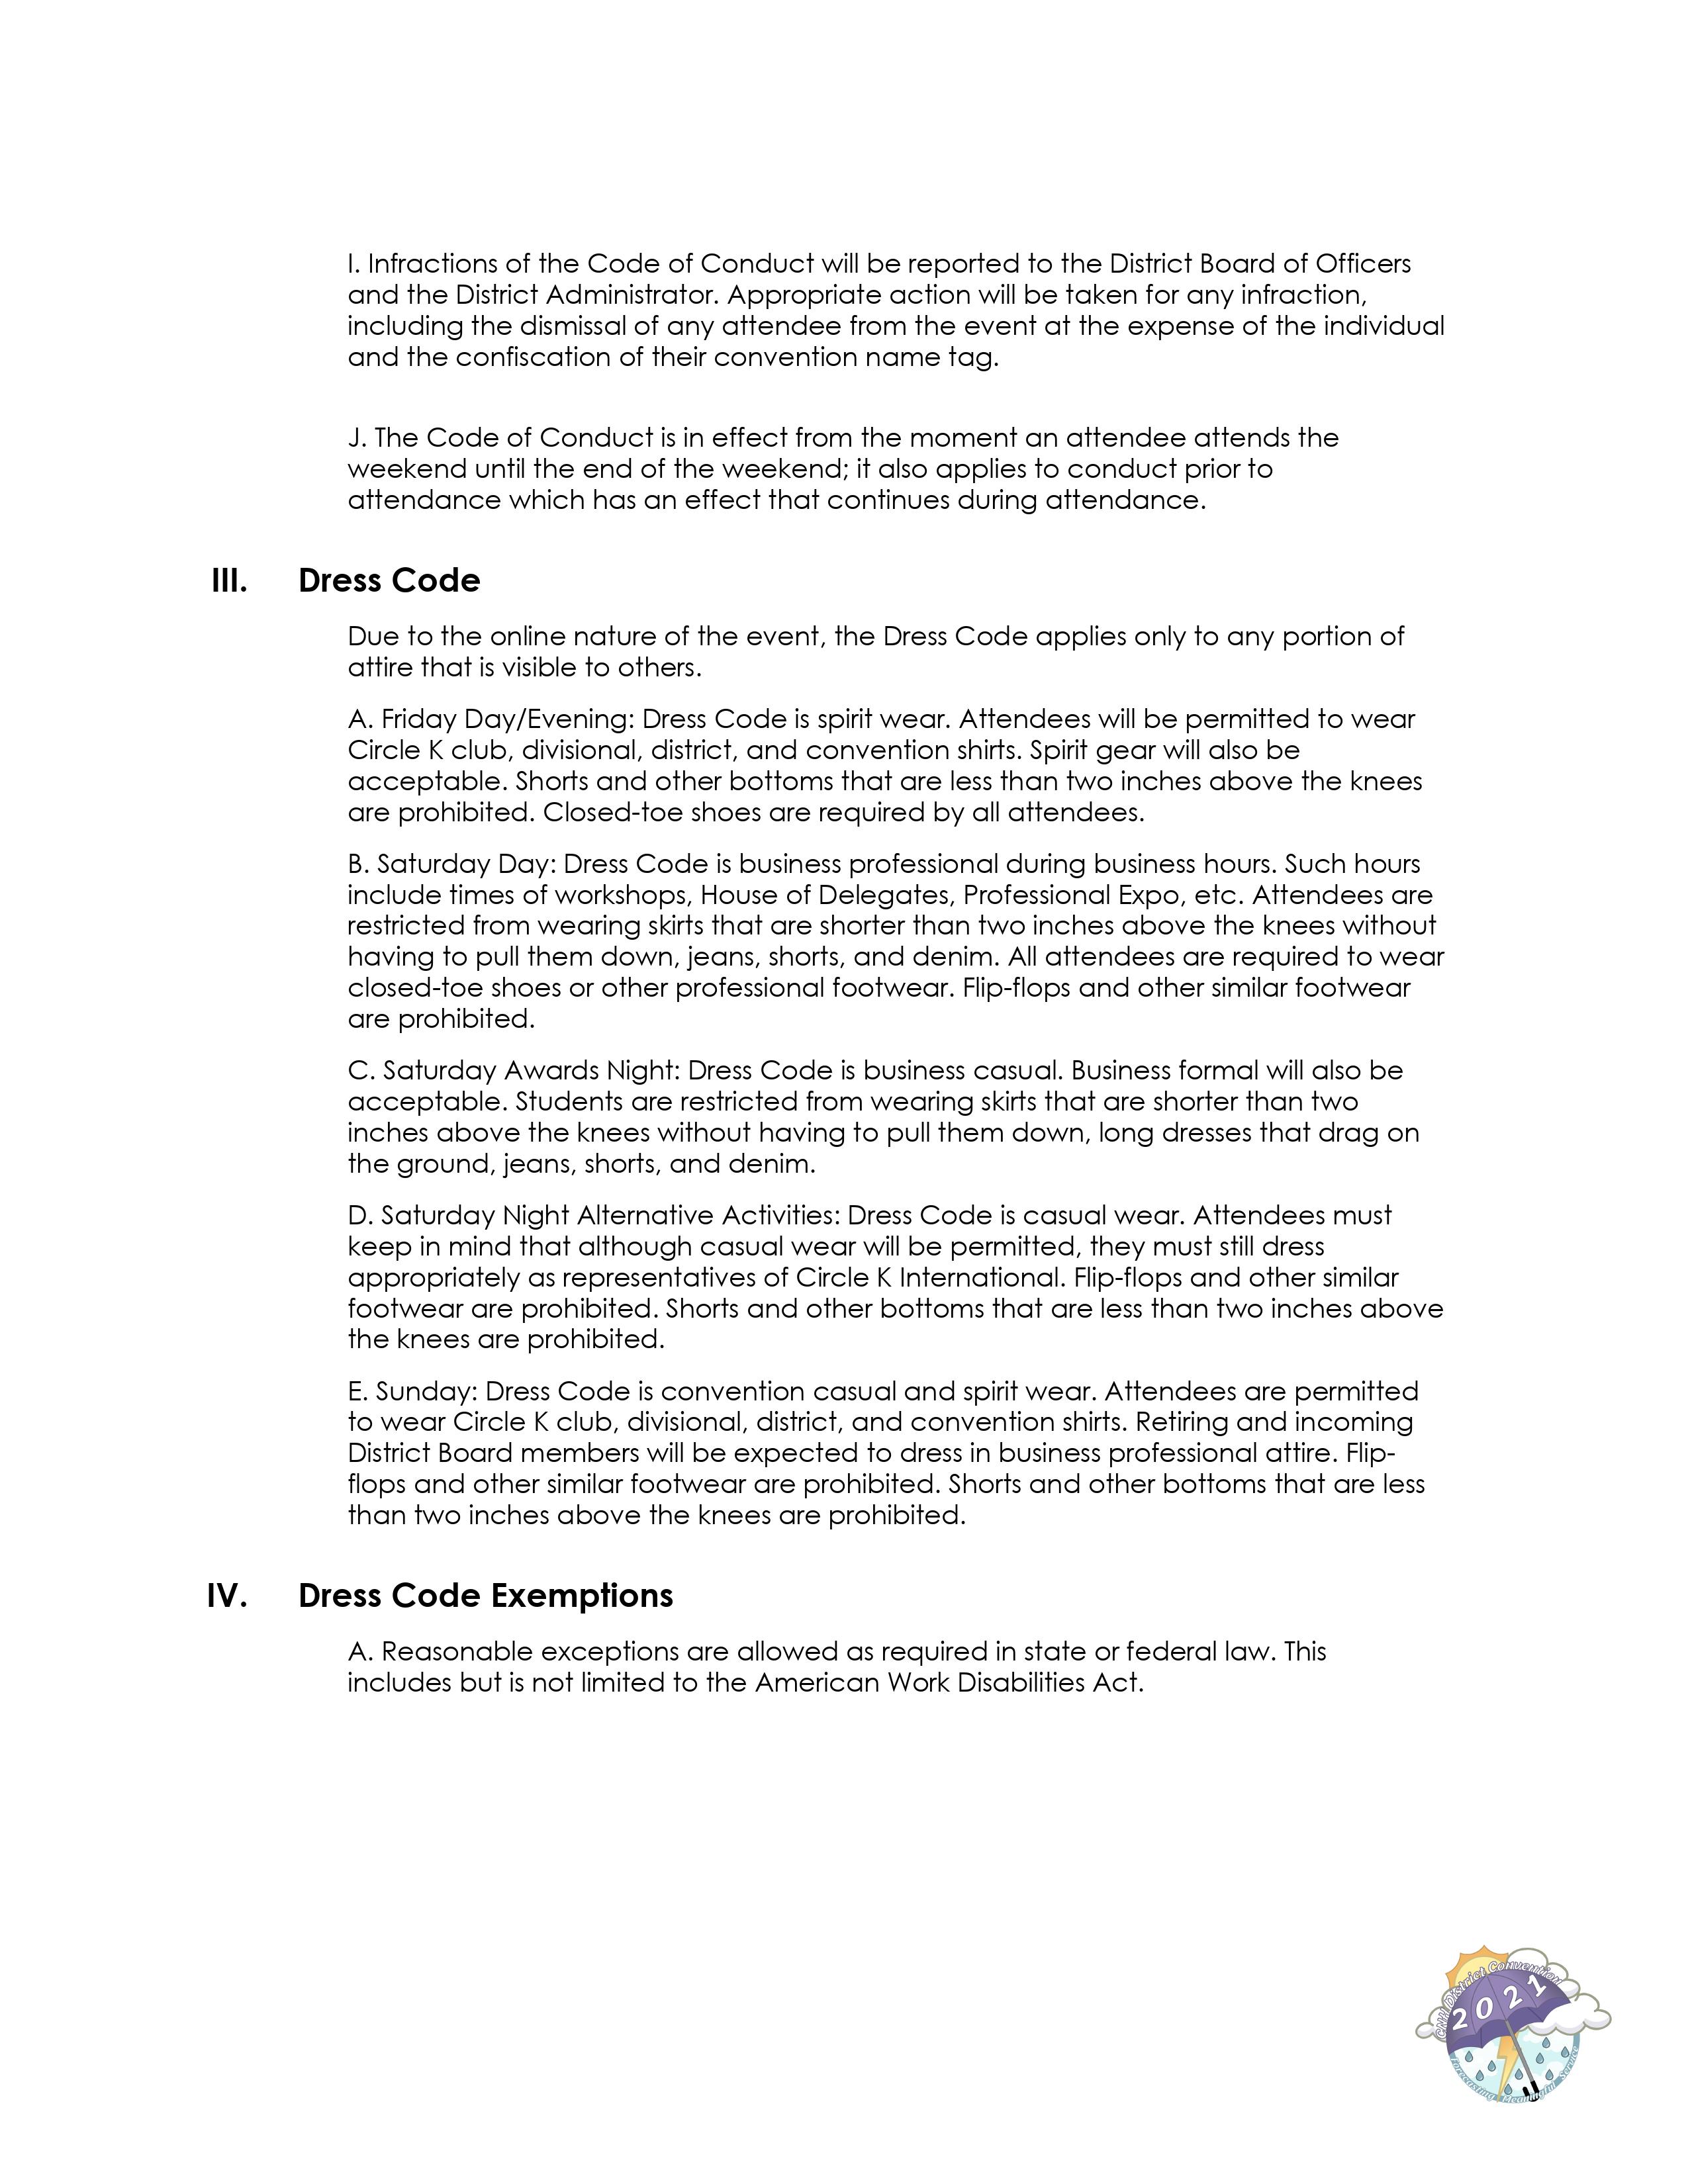 I. Infractions of the Code of Conduct will be reported to the District Board of Officers
and the District Administrator. Appropriate action will be taken for any infraction,
including the dismissal of any attendee from the event at the expense of the individual
and the confiscation of their convention name tag.
J. The Code of Conduct is in effect from the moment an attendee attends the
weekend until the end of the weekend; it also applies to conduct prior to
attendance which has an effect that continues during attendance.
III. Dress Code
Due to the online nature of the event, the Dress Code applies only to any portion of
attire that is visible to others.
A. Friday Day/Evening: Dress Code is spirit wear. Attendees will be permitted to wear
Circle K club, divisional, district, and convention shirts. Spirit gear will also be
acceptable. Shorts and other bottoms that are less than two inches above the knees
are prohibited. Closed-toe shoes are required by all attendees.
B. Saturday Day: Dress Code is business professional during business hours. Such hours
include times of workshops, House of Delegates, Professional Expo, etc. Attendees are
restricted from wearing skirts that are shorter than two inches above the knees without
having to pull them down, jeans, shorts, and denim. All attendees are required to wear
closed-toe shoes or other professional footwear. Flip-flops and other similar footwear
are prohibited.
C. Saturday Awards Night: Dress Code is business casual. Business formal will also be
acceptable. Students are restricted from wearing skirts that are shorter than two
inches above the knees without having to pull them down, long dresses that drag on
the ground, jeans, shorts, and denim.
D. Saturday Night Alternative Activities: Dress Code is casual wear. Attendees must
keep in mind that although casual wear will be permitted, they must still dress
appropriately as representatives of Circle K International. Flip-flops and other similar
footwear are prohibited. Shorts and other bottoms that are less than two inches above
the knees are prohibited.
E. Sunday: Dress Code is convention casual and spirit wear. Attendees are permitted
to wear Circle K club, divisional, district, and convention shirts. Retiring and incoming
District Board members will be expected to dress in business professional attire. Flip-
flops and other similar footwear are prohibited. Shorts and other bottoms that are less
than two inches above the knees are prohibited.
IV. Dress Code Exemptions
A. Reasonable exceptions are allowed as required in state or federal law. This
includes but is not limited to the American Work Disabilities Act.
CNH District Convention
2021
Forecasting Meaningful Service